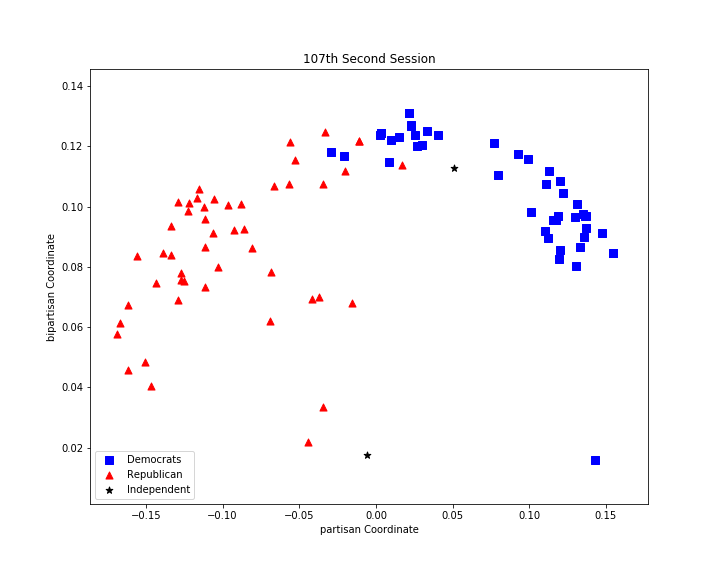 107th Second Session
bipartisan Coordinate
0.14
0.12
0.10
0.08
0.06
0.04
0.02
Democrats
Republican
Independent
−0.15
−0.10
−0.05
0.00
0.05
0.10
0.15
partisan Coordinate